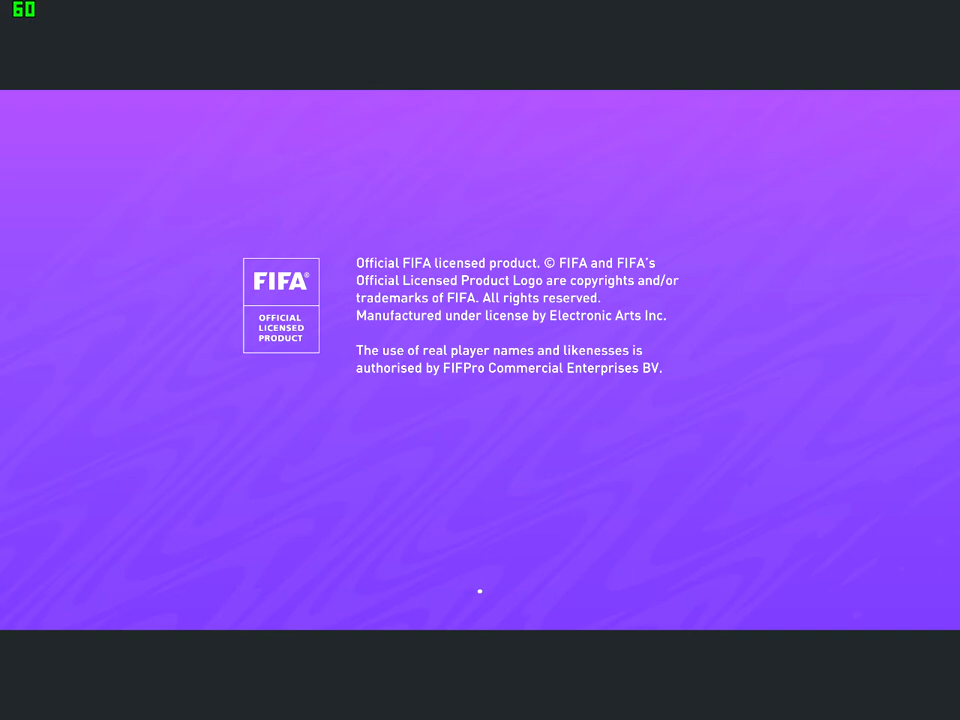 60
FIFA®
OFFICIAL
LICENSED
PRODUCT
Official FIFA licensed product. © FIFA and FIFA's
Official Licensed Product Logo are copyrights and/or
trademarks of FIFA. All rights reserved.
Manufactured under license by Electronic Arts Inc.
The use of real player names and likenesses is
authorised by FIFPro Commercial Enterprises BV.